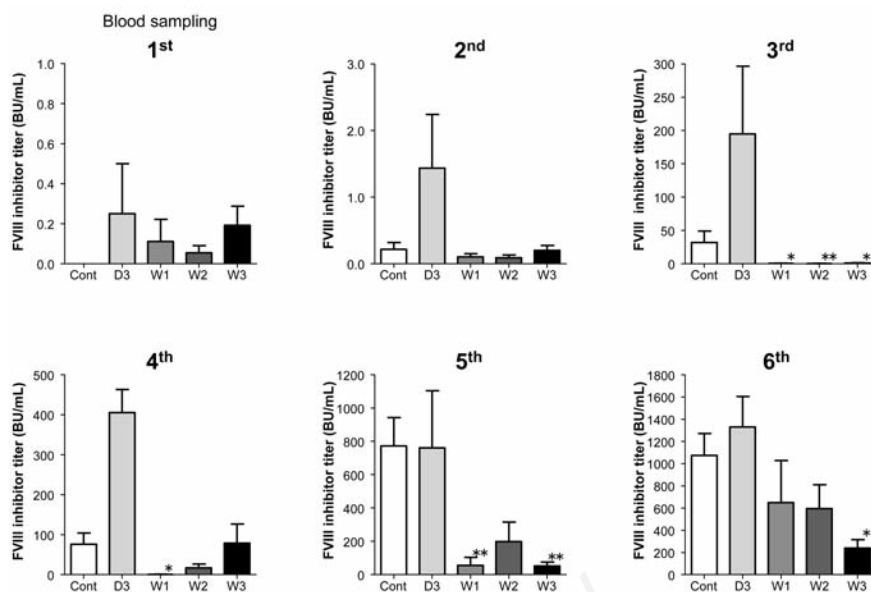 Blood sampling
1st
2nd
3rd
FVIII inhibitor titer (BU/mL)
1.0
0.8
0.6
0.4
0.2
0.0
Cont D3 W1 W2 W3
FVIII inhibitor titer (BU/mL)
3.0
2.0
1.0
0.0
Cont D3 W1 W2 W3
FVIII inhibitor titer (BU/mL)
300
250
200
150
100
50
0
* ** *
Cont D3 W1 W2 W3
4th
5th
6th
FVIII inhibitor titer (BU/mL)
500
400
300
200
100
0
*
Cont D3 W1 W2 W3
FVIII inhibitor titer (BU/mL)
1200
1000
800
600
400
200
0
** **
Cont D3 W1 W2 W3
FVIII inhibitor titer (BU/mL)
1800
1600
1400
1200
1000
800
600
400
200
0
*
Cont D3 W1 W2 W3